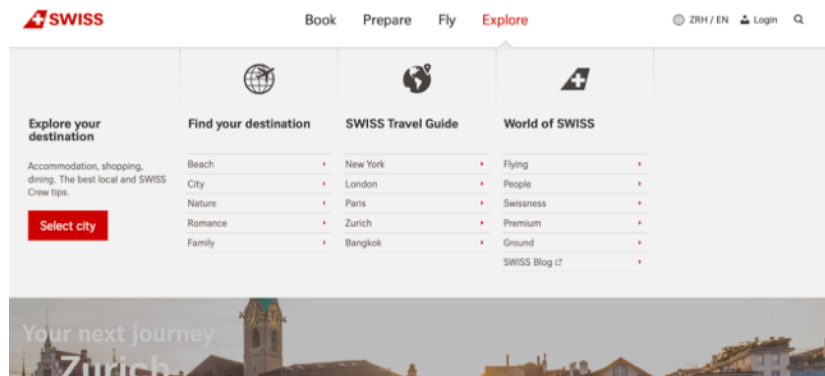 SWISS
Book Prepare Fly Explore
ZRH / EN Login
Explore your
destination
Accommodation, shopping,
dining. The best local and SWISS
Crew tips.
Select city
Find your destination
Beach
City
Nature
Romance
Family
SWISS Travel Guide
New York
London
Paris
Zurich
Bangkok
World of SWISS
Flying
People
Swissness
Premium
Ground
SWISS Blog
Your next journey
Zurich